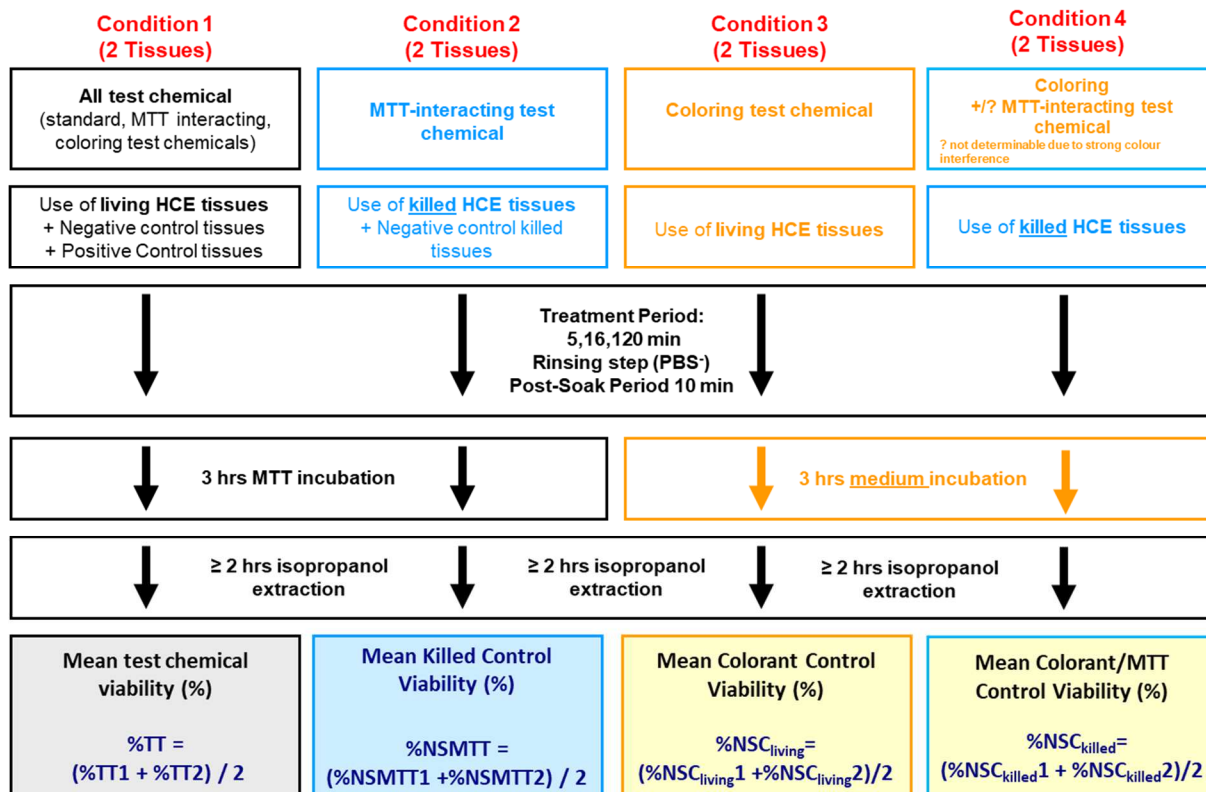 Condition 1
(2 Tissues)
Condition 2
(2 Tissues)
Condition 3
(2 Tissues)
Condition 4
(2 Tissues)
All test chemical
(standard, MTT interacting,
coloring test chemicals)
MTT-interacting test
chemical
Coloring test chemical
Coloring
+/? MTT-interacting test
chemical
? not determinable due to strong colour
interference
Use of living HCE tissues
+ Negative control tissues
+ Positive Control tissues
Use of killed HCE tissues
+ Negative control killed
tissues
Use of living HCE tissues
Use of killed HCE tissues
Treatment Period:
5,16,120 min
Rinsing step (PBS⁻)
Post-Soak Period 10 min
3 hrs MTT incubation
3 hrs medium incubation
≥ 2 hrs isopropanol
extraction
≥ 2 hrs isopropanol
extraction
≥ 2 hrs isopropanol
extraction
Mean test chemical
viability (%)
%TT =
(%TT1 + %TT2) / 2
Mean Killed Control
Viability (%)
%NSMTT =
(%NSMTT1 +%NSMTT2) / 2
Mean Colorant Control
Viability (%)
%NSCliving=
(%NSCliving1 +%NSCliving2)/2
Mean Colorant/MTT
Control Viability (%)
%NSCkilled=
(%NSCkilled1 + %NSCkilled2)/2